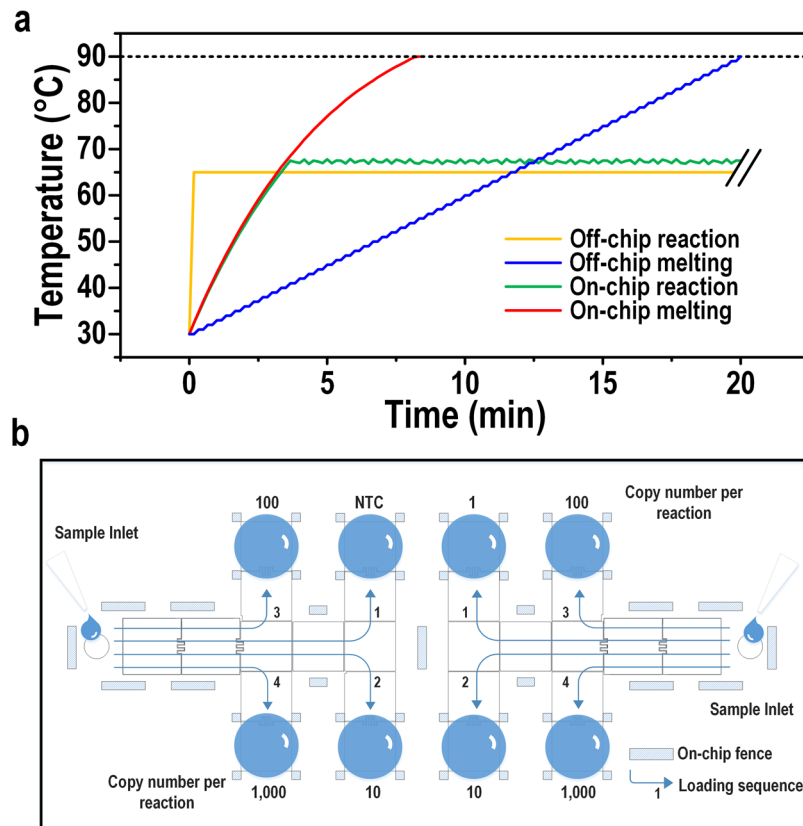 a
Temperature (°C)
90
80
70
60
50
40
30
Off-chip reaction
Off-chip melting
On-chip reaction
On-chip melting
0
5
10
15
20
Time (min)
b
100
NTC
1
100
Copy number per
reaction
Sample Inlet
3
1
1
3
4
2
2
4
Sample Inlet
On-chip fence
Copy number per
reaction
1
Loading sequence
1,000
10
10
1,000